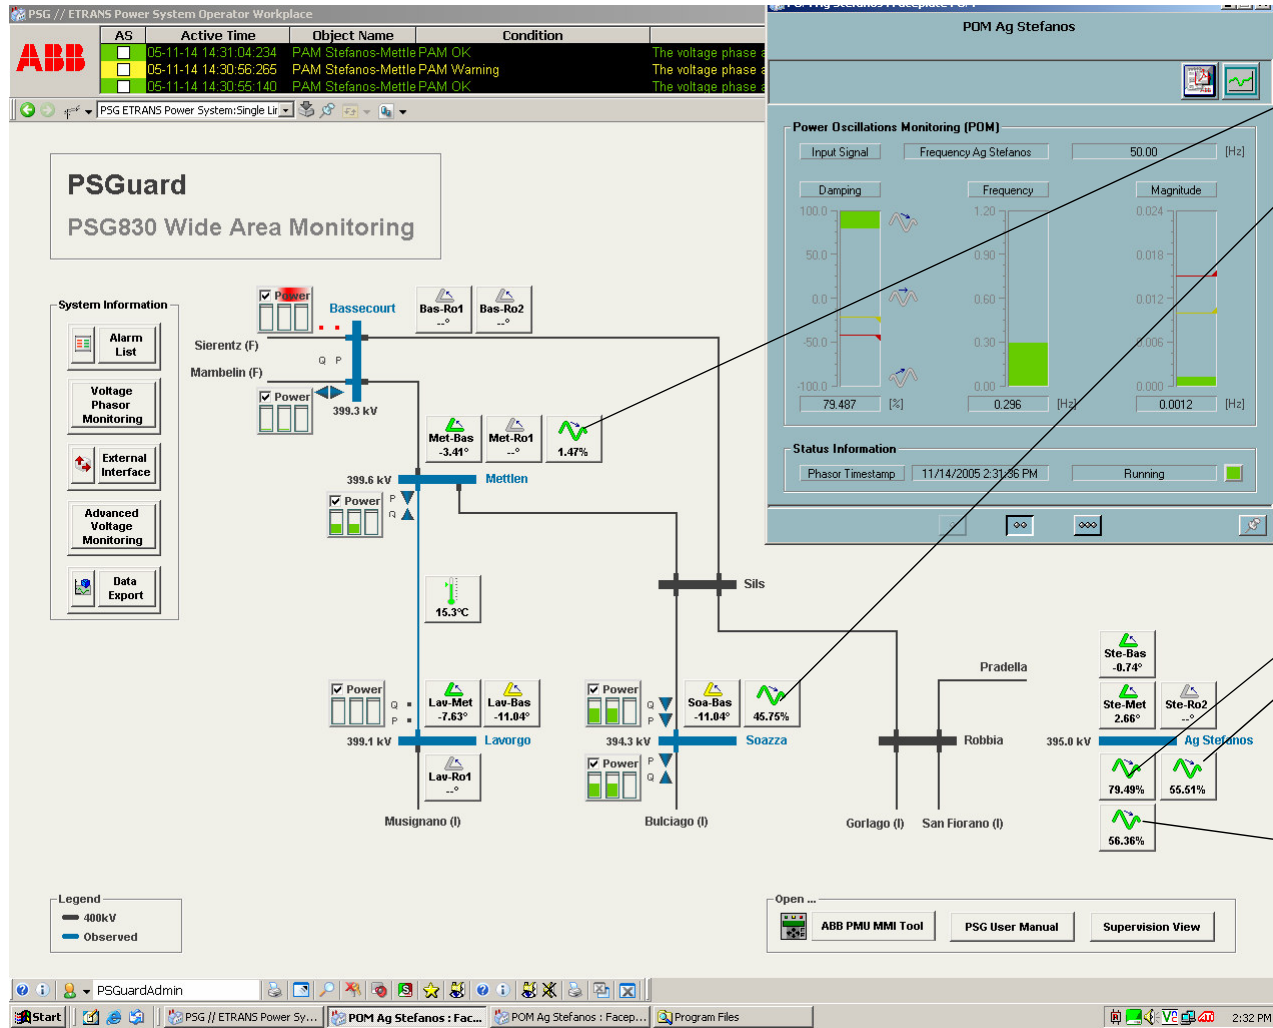 PSG // ETRANS Power System Operator Workplace
POM Ag Stefanos
ABB
AS Active Time Object Name Condition
05-11-14 14:31:04:234 PAM Stefanos-Mettle PAM OK The voltage phase a
05-11-14 14:30:56:265 PAM Stefanos-Mettle PAM Warning The voltage phase a
05-11-14 14:30:55:140 PAM Stefanos-Mettle PAM OK The voltage phase a
PSG ETRANS Power System:Single Lir
Power Oscillations Monitoring (POM)
Input Signal Frequency Ag Stefanos 50.00 [Hz]
Damping Frequency Magnitude
100.0 1.20 0.024
50.0 0.90 0.018
0.0 0.60 0.012
-50.0 0.30 0.006
-100.0 0.00 0.000
79.487 [%] 0.296 [Hz] 0.0012 [Hz]
Status Information
Phasor Timestamp 11/14/2005 2:31:36 PM Running
PSGuard
PSG830 Wide Area Monitoring
System Information
Alarm List
Voltage Phasor Monitoring
External Interface
Advanced Voltage Monitoring
Data Export
Power
Bassecourt
Bas-Ro1 --°
Bas-Ro2 --°
Sierentz (F)
Q P
Mambelin (F)
Power
399.3 kV
Met-Bas -3.41°
Met-Ro1 --°
1.47%
399.6 kV Mettlen
Power P
Q
15.3°C
Sils
Pradella
Ste-Bas -0.74°
Ste-Met 2.66°
Ste-Ro2 --°
Power Q
P
Lav-Met -7.63°
Lav-Bas -11.04°
399.1 kV Lavorgo
Lav-Ro1 --°
Power Q
P
Soa-Bas -11.04°
45.75%
394.3 kV Soazza
Power P
Q
Robbia
395.0 kV Ag Stefanos
79.49% 55.51%
56.36%
Musignano (I)
Bulciago (I)
Gorlago (I)
San Fiorano (I)
Legend
400kV
Observed
Open ...
ABB PMU MMI Tool
PSG User Manual
Supervision View
PSGuardAdmin
Start
PSG // ETRANS Power Sy...
POM Ag Stefanos : Fac...
POM Ag Stefanos : Facep...
Program Files
2:32 PM